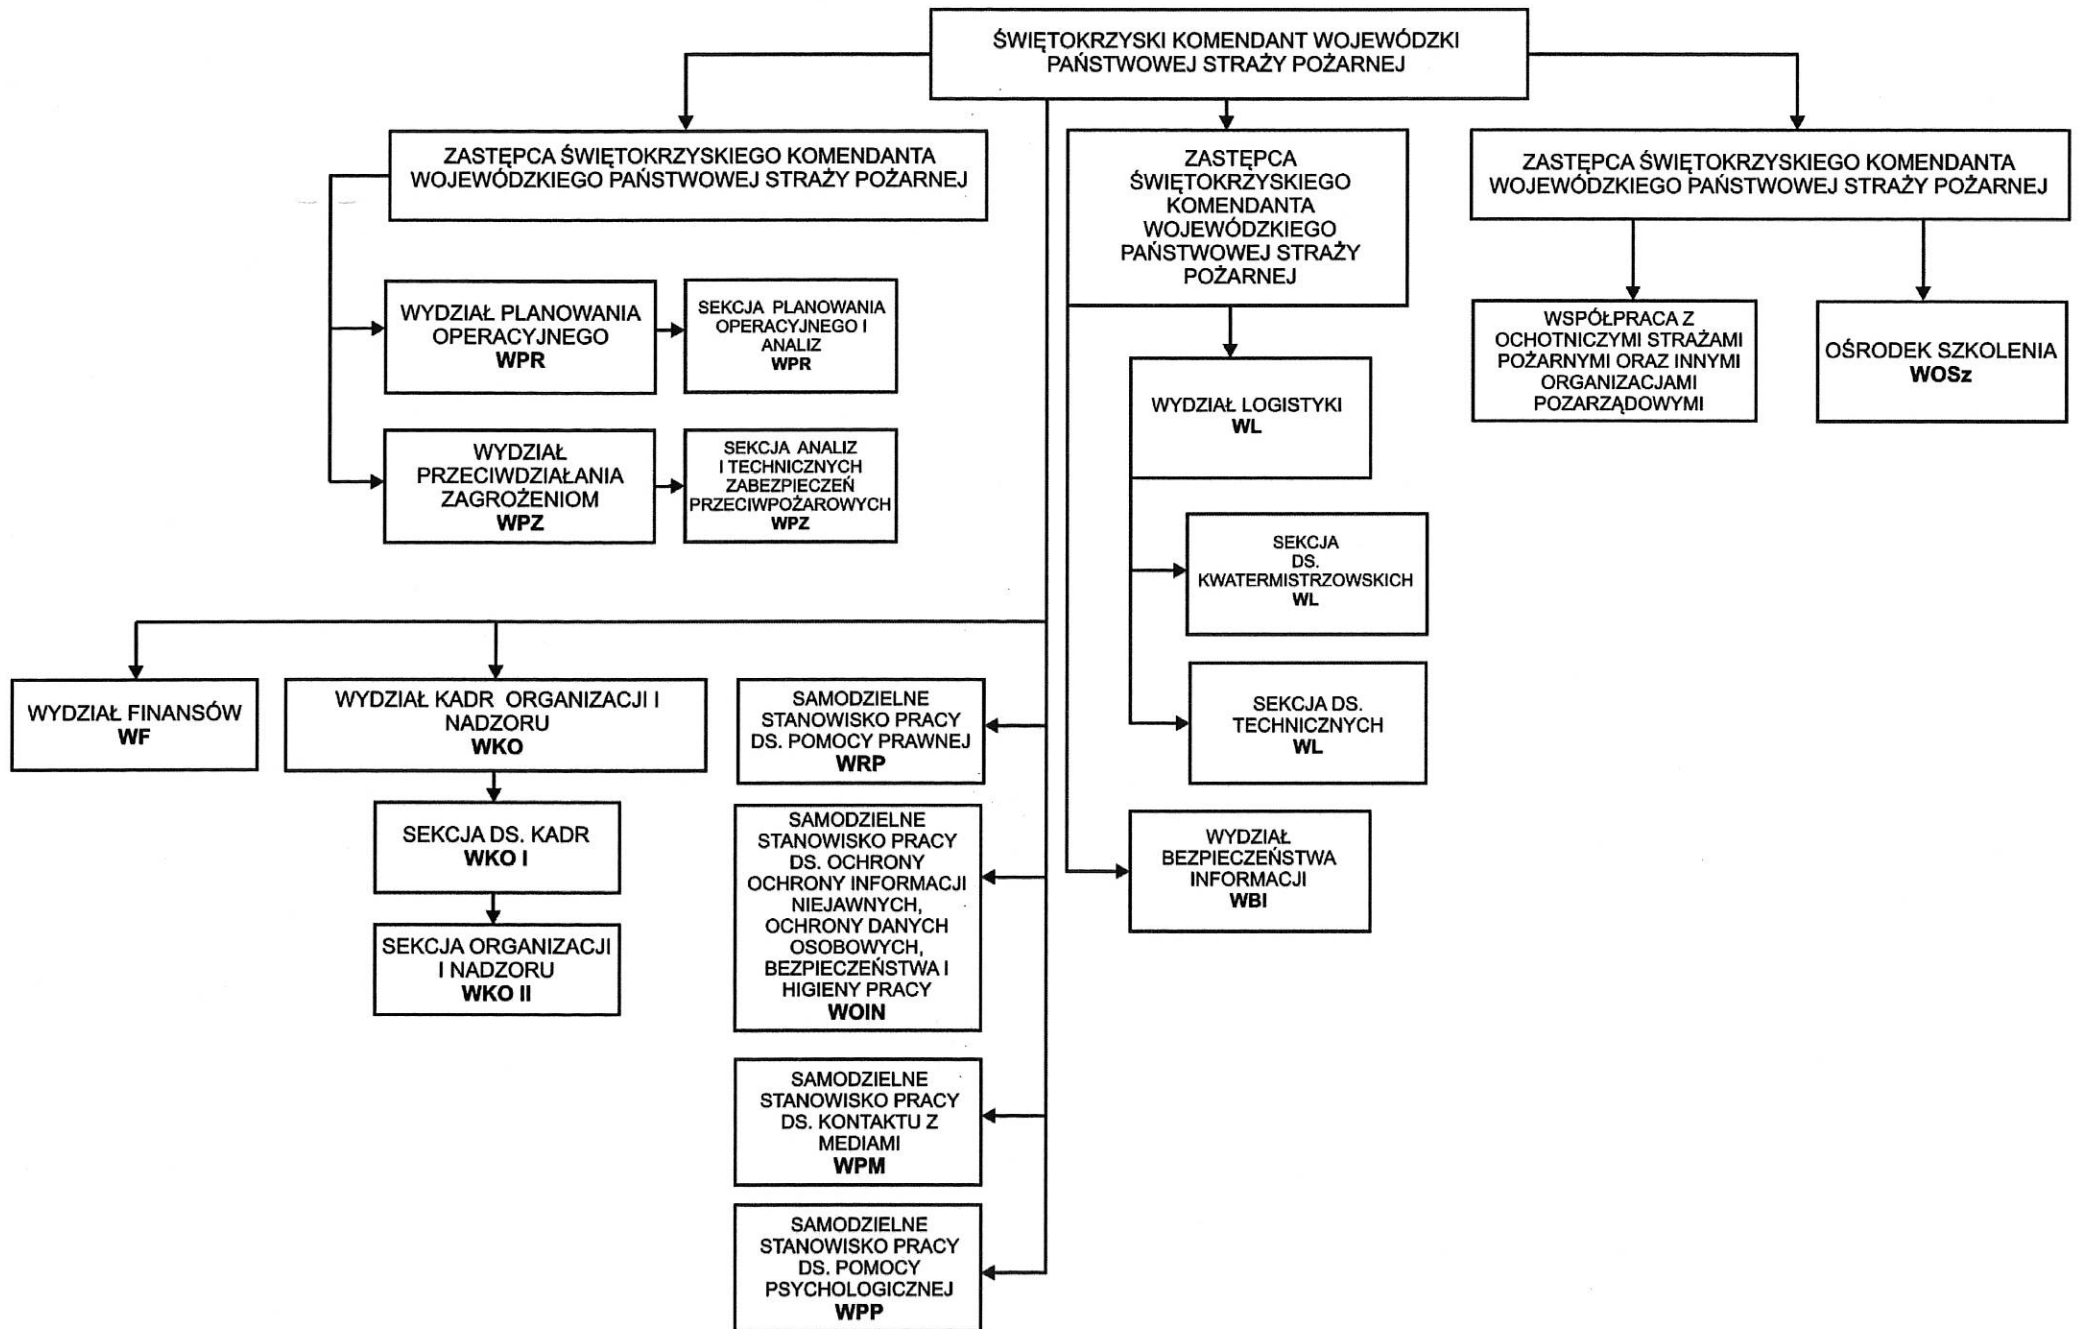 ŚWIĘTOKRZYSKI KOMENDANT WOJEWÓDZKI
PAŃSTWOWEJ STRAŻY POŻARNEJ
ZASTĘPCA ŚWIĘTOKRZYSKIEGO KOMENDANTA
WOJEWÓDZKIEGO PAŃSTWOWEJ STRAŻY POŻARNEJ
ZASTĘPCA
ŚWIĘTOKRZYSKIEGO
KOMENDANTA
WOJEWÓDZKIEGO
PAŃSTWOWEJ STRAŻY
POŻARNEJ
ZASTĘPCA ŚWIĘTOKRZYSKIEGO KOMENDANTA
WOJEWÓDZKIEGO PAŃSTWOWEJ STRAŻY POŻARNEJ
WYDZIAŁ PLANOWANIA
OPERACYJNEGO
WPR
SEKCJA PLANOWANIA
OPERACYJNEGO I
ANALIZ
WPR
WYDZIAŁ
PRZECIWDZIAŁANIA
ZAGROŻENIOM
WPZ
SEKCJA ANALIZ
I TECHNICZNYCH
ZABEZPIECZEŃ
PRZECIWPOŻAROWYCH
WPZ
WYDZIAŁ LOGISTYKI
WL
WSPÓŁPRACA Z
OCHOTNICZYMI STRAŻAMI
POŻARNYMI ORAZ INNYMI
ORGANIZACJAMI
POZARZĄDOWYMI
OŚRODEK SZKOLENIA
WOSz
SEKCJA
DS.
KWATERMISTRZOWSKICH
WL
SEKCJA DS.
TECHNICZNYCH
WL
WYDZIAŁ
BEZPIECZEŃSTWA
INFORMACJI
WBI
WYDZIAŁ FINANSÓW
WF
WYDZIAŁ KADR ORGANIZACJI I
NADZORU
WKO
SEKCJA DS. KADR
WKO I
SEKCJA ORGANIZACJI
I NADZORU
WKO II
SAMODZIELNE
STANOWISKO PRACY
DS. POMOCY PRAWNEJ
WRP
SAMODZIELNE
STANOWISKO PRACY
DS. OCHRONY
OCHRONY INFORMACJI
NIEJAWNYCH,
OCHRONY DANYCH
OSOBOWYCH,
BEZPIECZEŃSTWA I
HIGIENY PRACY
WOIN
SAMODZIELNE
STANOWISKO PRACY
DS. KONTAKTU Z
MEDIAMI
WPM
SAMODZIELNE
STANOWISKO PRACY
DS. POMOCY
PSYCHOLOGICZNEJ
WPP